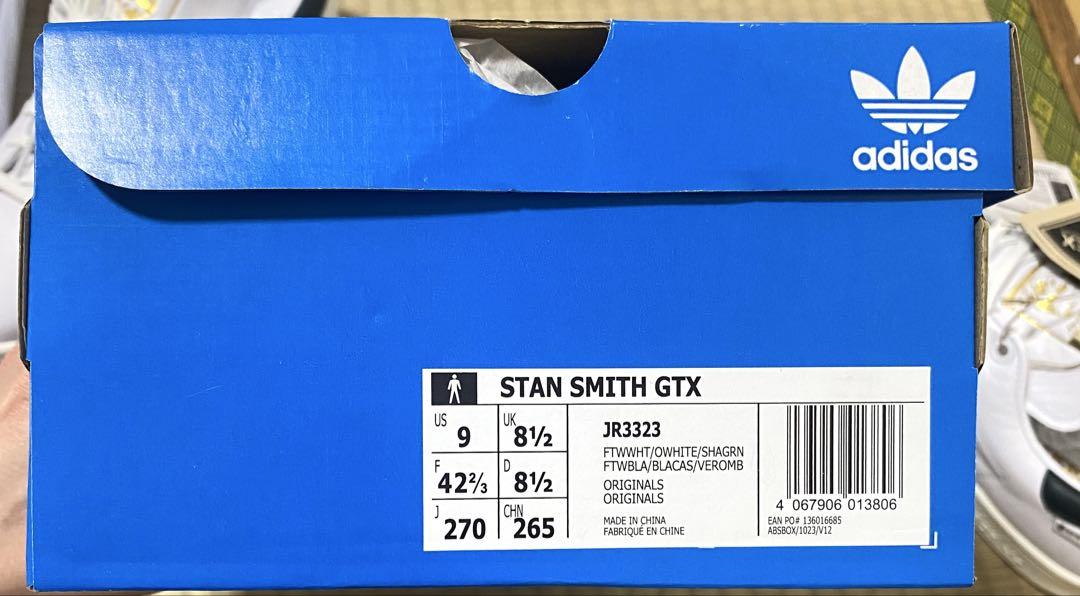 adidas
STAN SMITH GTX
US 9 UK 8½
F 42⅔ D 8½
J 270 CHN 265
JR3323
FTWWHT/OWHITE/SHAGRN
FTWBLA/BLACAS/VEROMB
ORIGINALS
ORIGINALS
MADE IN CHINA
FABRIQUE EN CHINE
4 067906 013806
EAN PO# 136016685
ABSBOX/1023/V12